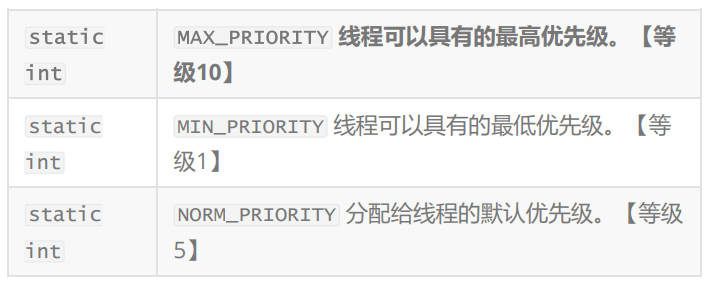 static MAX_PRIORITY 线程可以具有的最高优先级。【等
int 级10】
static MIN_PRIORITY 线程可以具有的最低优先级。【等
int 级1】
static NORM_PRIORITY 分配给线程的默认优先级。【等级
int 5】